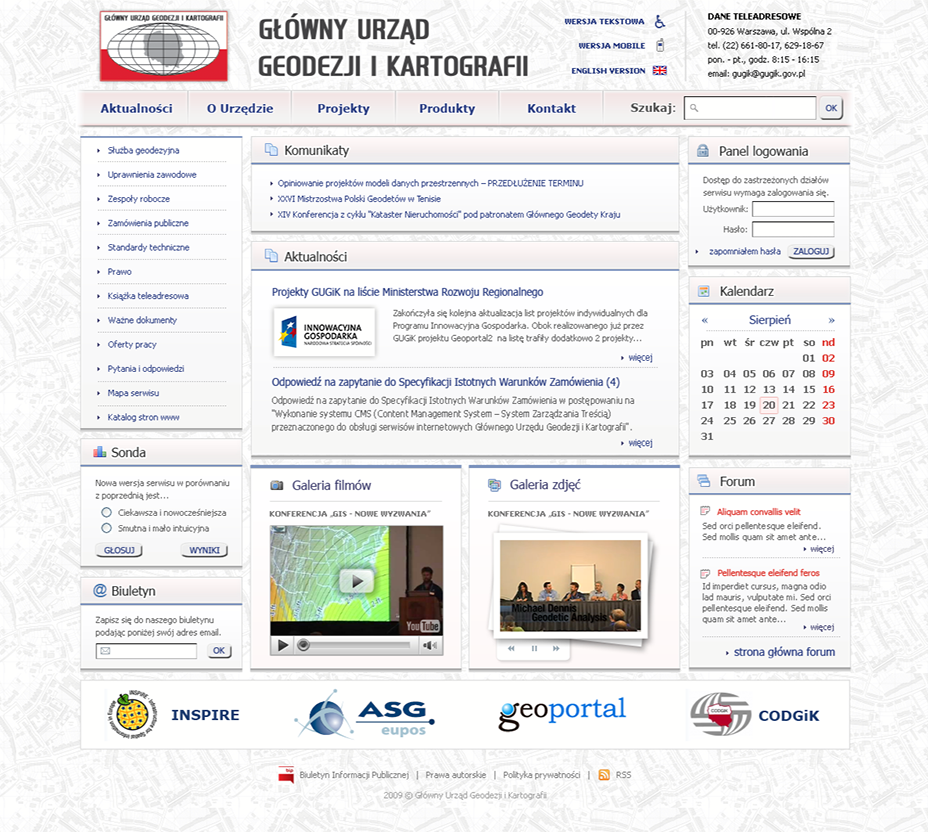 GŁÓWNY URZĄD GEODEZJI I KARTOGRAFII
GŁÓWNY URZĄD
GEODEZJI I KARTOGRAFII
WERSJA TEKSTOWA
WERSJA MOBILE
ENGLISH VERSION
DANE TELEADRESOWE
00-926 Warszawa, ul. Wspólna 2
tel. (22) 661-80-17, 629-18-67
pon. - pt., godz. 8:15 - 16:15
email: gugik@gugik.gov.pl
Aktualności
O Urzędzie
Projekty
Produkty
Kontakt
Szukaj:
OK
Służba geodezyjna
Uprawnienia zawodowe
Zespoły robocze
Zamówienia publiczne
Standardy techniczne
Prawo
Książka teleadresowa
Ważne dokumenty
Oferty pracy
Pytania i odpowiedzi
Mapa serwisu
Katalog stron www
Sonda
Nowa wersja serwisu w porównaniu
z poprzednią jest...
Ciekawsza i nowocześniejsza
Smutna i mało intuicyjna
GŁOSUJ
WYNIKI
@ Biuletyn
Zapisz się do naszego biuletynu
podając poniżej swój adres email.
OK
Komunikaty
Opiniowanie projektów modeli danych przestrzennych – PRZEDŁUŻENIE TERMINU
XXVI Mistrzostwa Polski Geodetów w Tenisie
XIV Konferencja z cyklu "Kataster Nieruchomości" pod patronatem Głównego Geodety Kraju
Aktualności
Projekty GUGiK na liście Ministerstwa Rozwoju Regionalnego
INNOWACYJNA
GOSPODARKA
NARODOWA STRATEGIA SPÓJNOŚCI
Zakończyła się kolejna aktualizacja list projektów indywidualnych dla
Programu Innowacyjna Gospodarka. Obok realizowanego już przez
GUGiK projektu Geoportal2 na listę trafiły dodatkowo 2 projekty...
więcej
Odpowiedź na zapytanie do Specyfikacji Istotnych Warunków Zamówienia (4)
Odpowiedź na zapytanie do Specyfikacji Istotnych Warunków Zamówienia w postępowaniu na
"Wykonanie systemu CMS (Content Management System – System Zarządzania Treścią)
przeznaczonego do obsługi serwisów internetowych Głównego Urzędu Geodezji i Kartografii".
więcej
Galeria filmów
KONFERENCJA „GIS - NOWE WYZWANIA”
YouTube
Galeria zdjęć
KONFERENCJA „GIS - NOWE WYZWANIA”
Michael Dennis
Geodetic Analysis
Panel logowania
Dostęp do zastrzeżonych działów
serwisu wymaga zalogowania się.
Użytkownik:
Hasło:
zapomniałem hasła
ZALOGUJ
Kalendarz
« Sierpień »
pn wt śr czw pt so nd
01 02
03 04 05 06 07 08 09
10 11 12 13 14 15 16
17 18 19 20 21 22 23
24 25 26 27 28 29 30
31
Forum
Aliquam convallis velit
Sed orci pellentesque eleifend.
Sed mollis quam sit amet ante...
więcej
Pellentesque eleifend feros
Id imperdiet cursus, magna odio
lad mauris, vulputate mi. Sed orci
pellentesque eleifend. Sed mollis
quam sit amet ante...
więcej
strona główna forum
INSPIRE
ASG
eupos
geoportal
CODGiK
CODGiK
Biuletyn Informacji Publicznej | Prawa autorskie | Polityka prywatności | RSS
2009 © Główny Urząd Geodezji i Kartografii.